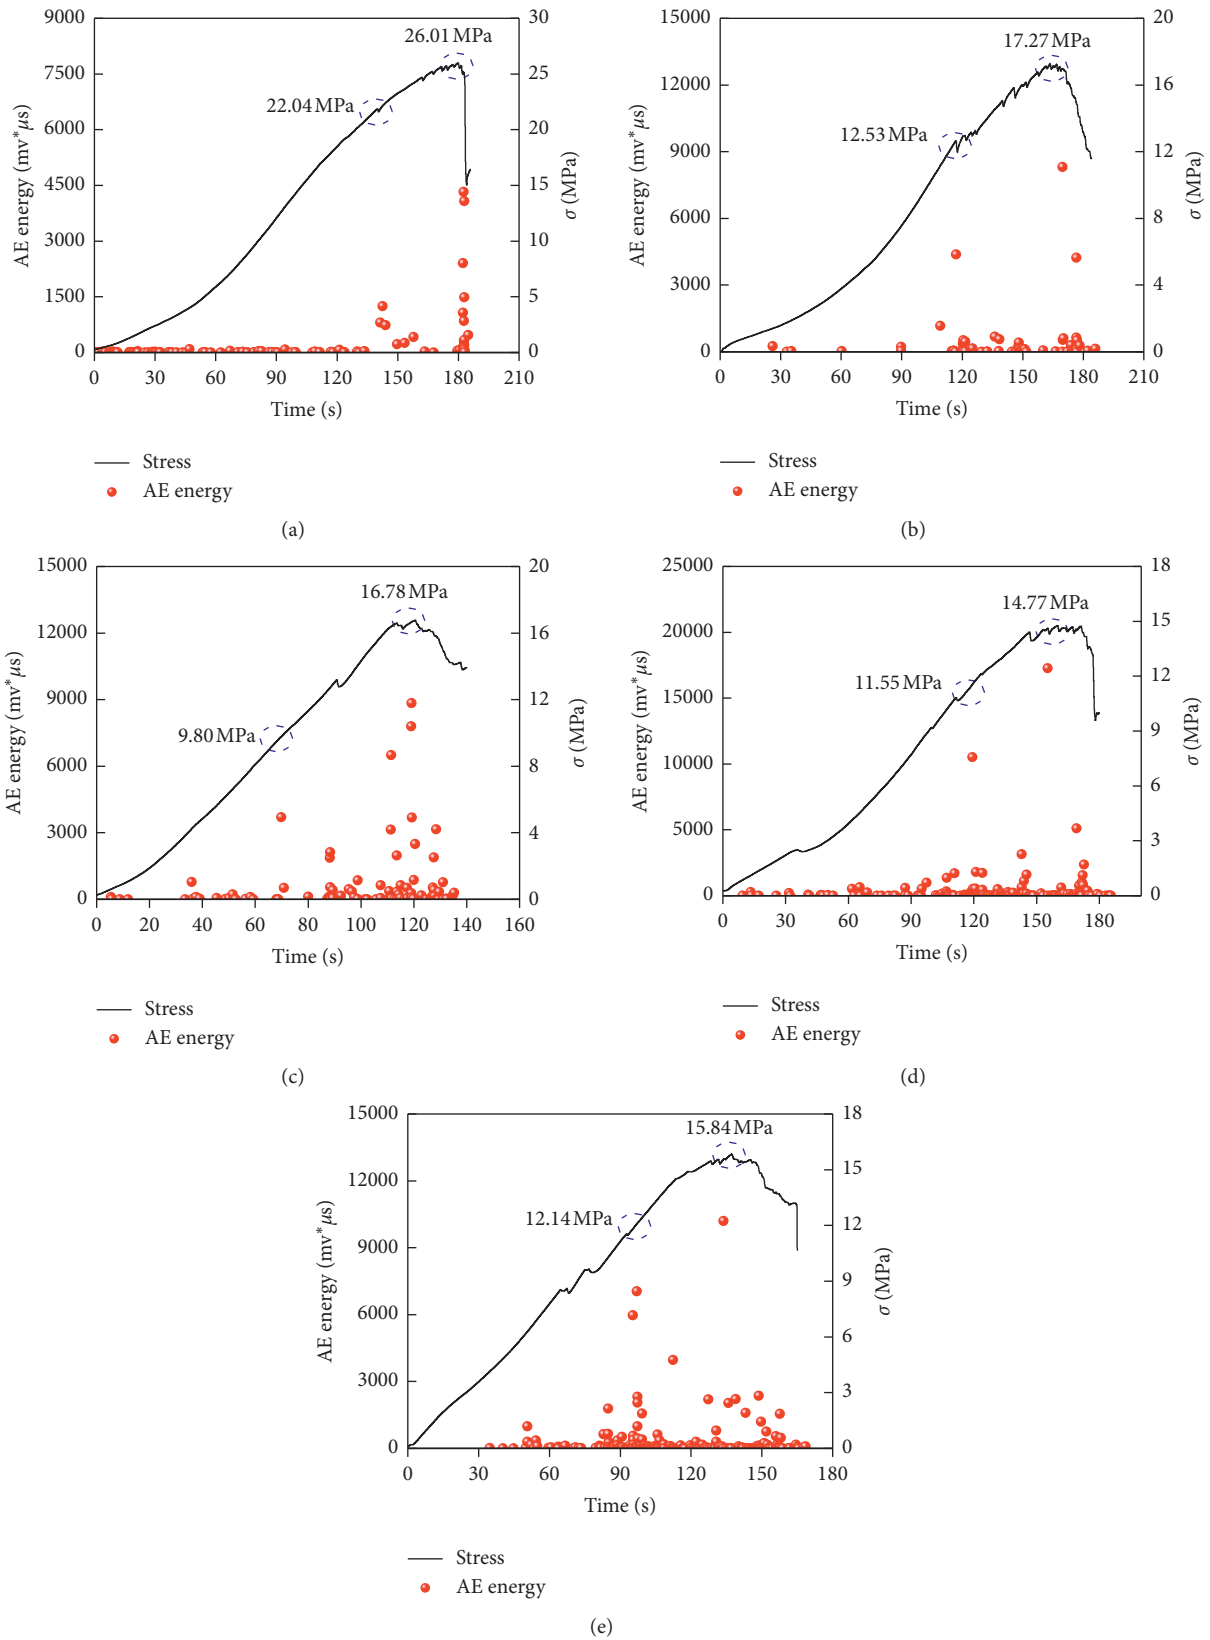 9000
7500
6000
4500
3000
1500
0
AE energy (mv*μs)
26.01 MPa
22.04 MPa
30
25
20
15
10
5
0
σ (MPa)
0 30 60 90 120 150 180 210
Time (s)
Stress
AE energy
(a)
15000
12000
9000
6000
3000
0
AE energy (mv*μs)
17.27 MPa
12.53 MPa
20
16
12
8
4
0
σ (MPa)
0 30 60 90 120 150 180 210
Time (s)
Stress
AE energy
(b)
15000
12000
9000
6000
3000
0
AE energy (mv*μs)
16.78 MPa
9.80 MPa
20
16
12
8
4
0
σ (MPa)
0 20 40 60 80 100 120 140 160
Time (s)
Stress
AE energy
(c)
25000
20000
15000
10000
5000
0
AE energy (mv*μs)
14.77 MPa
11.55 MPa
18
15
12
9
6
3
0
σ (MPa)
0 30 60 90 120 150 180
Time (s)
Stress
AE energy
(d)
15000
12000
9000
6000
3000
0
AE energy (mv*μs)
15.84 MPa
12.14 MPa
18
15
12
9
6
3
0
σ (MPa)
0 30 60 90 120 150 180
Time (s)
Stress
AE energy
(e)